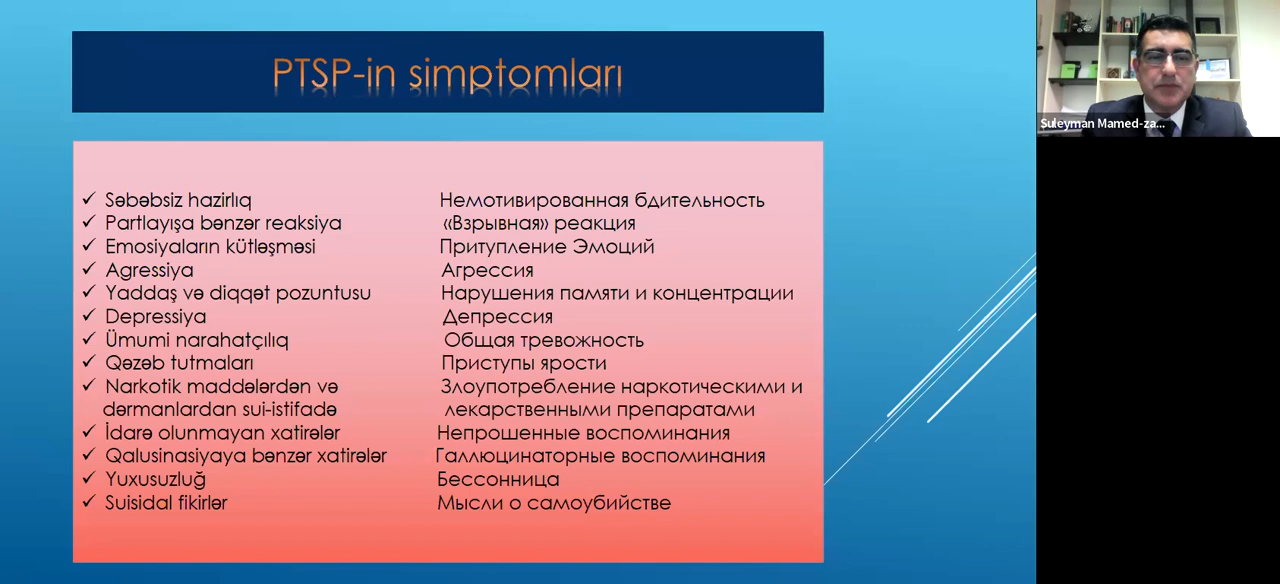 PTSP-in simptomları
Səbəbsiz hazirlıq Немотивированная бдительность
Partlayışa bənzər reaksiya «Взрывная» реакция
Emosiyaların kütləşməsi Притупление Эмоций
Agressiya Агрессия
Yaddaş və diqqət pozuntusu Нарушения памяти и концентрации
Depressiya Депрессия
Ümumi narahatçılıq Общая тревожность
Qəzəb tutmaları Приступы ярости
Narkotik maddələrdən və Злоупотребление наркотическими и
dərmanlardan sui-istifadə лекарственными препаратами
İdarə olunmayan xatirələr Непрошенные воспоминания
Qalusinasiyaya bənzər xatirələr Галлюцинаторные воспоминания
Yuxusuzluğ Бессонница
Suisidal fikirlər Мысли о самоубийстве
Suleyman Mamed-za...